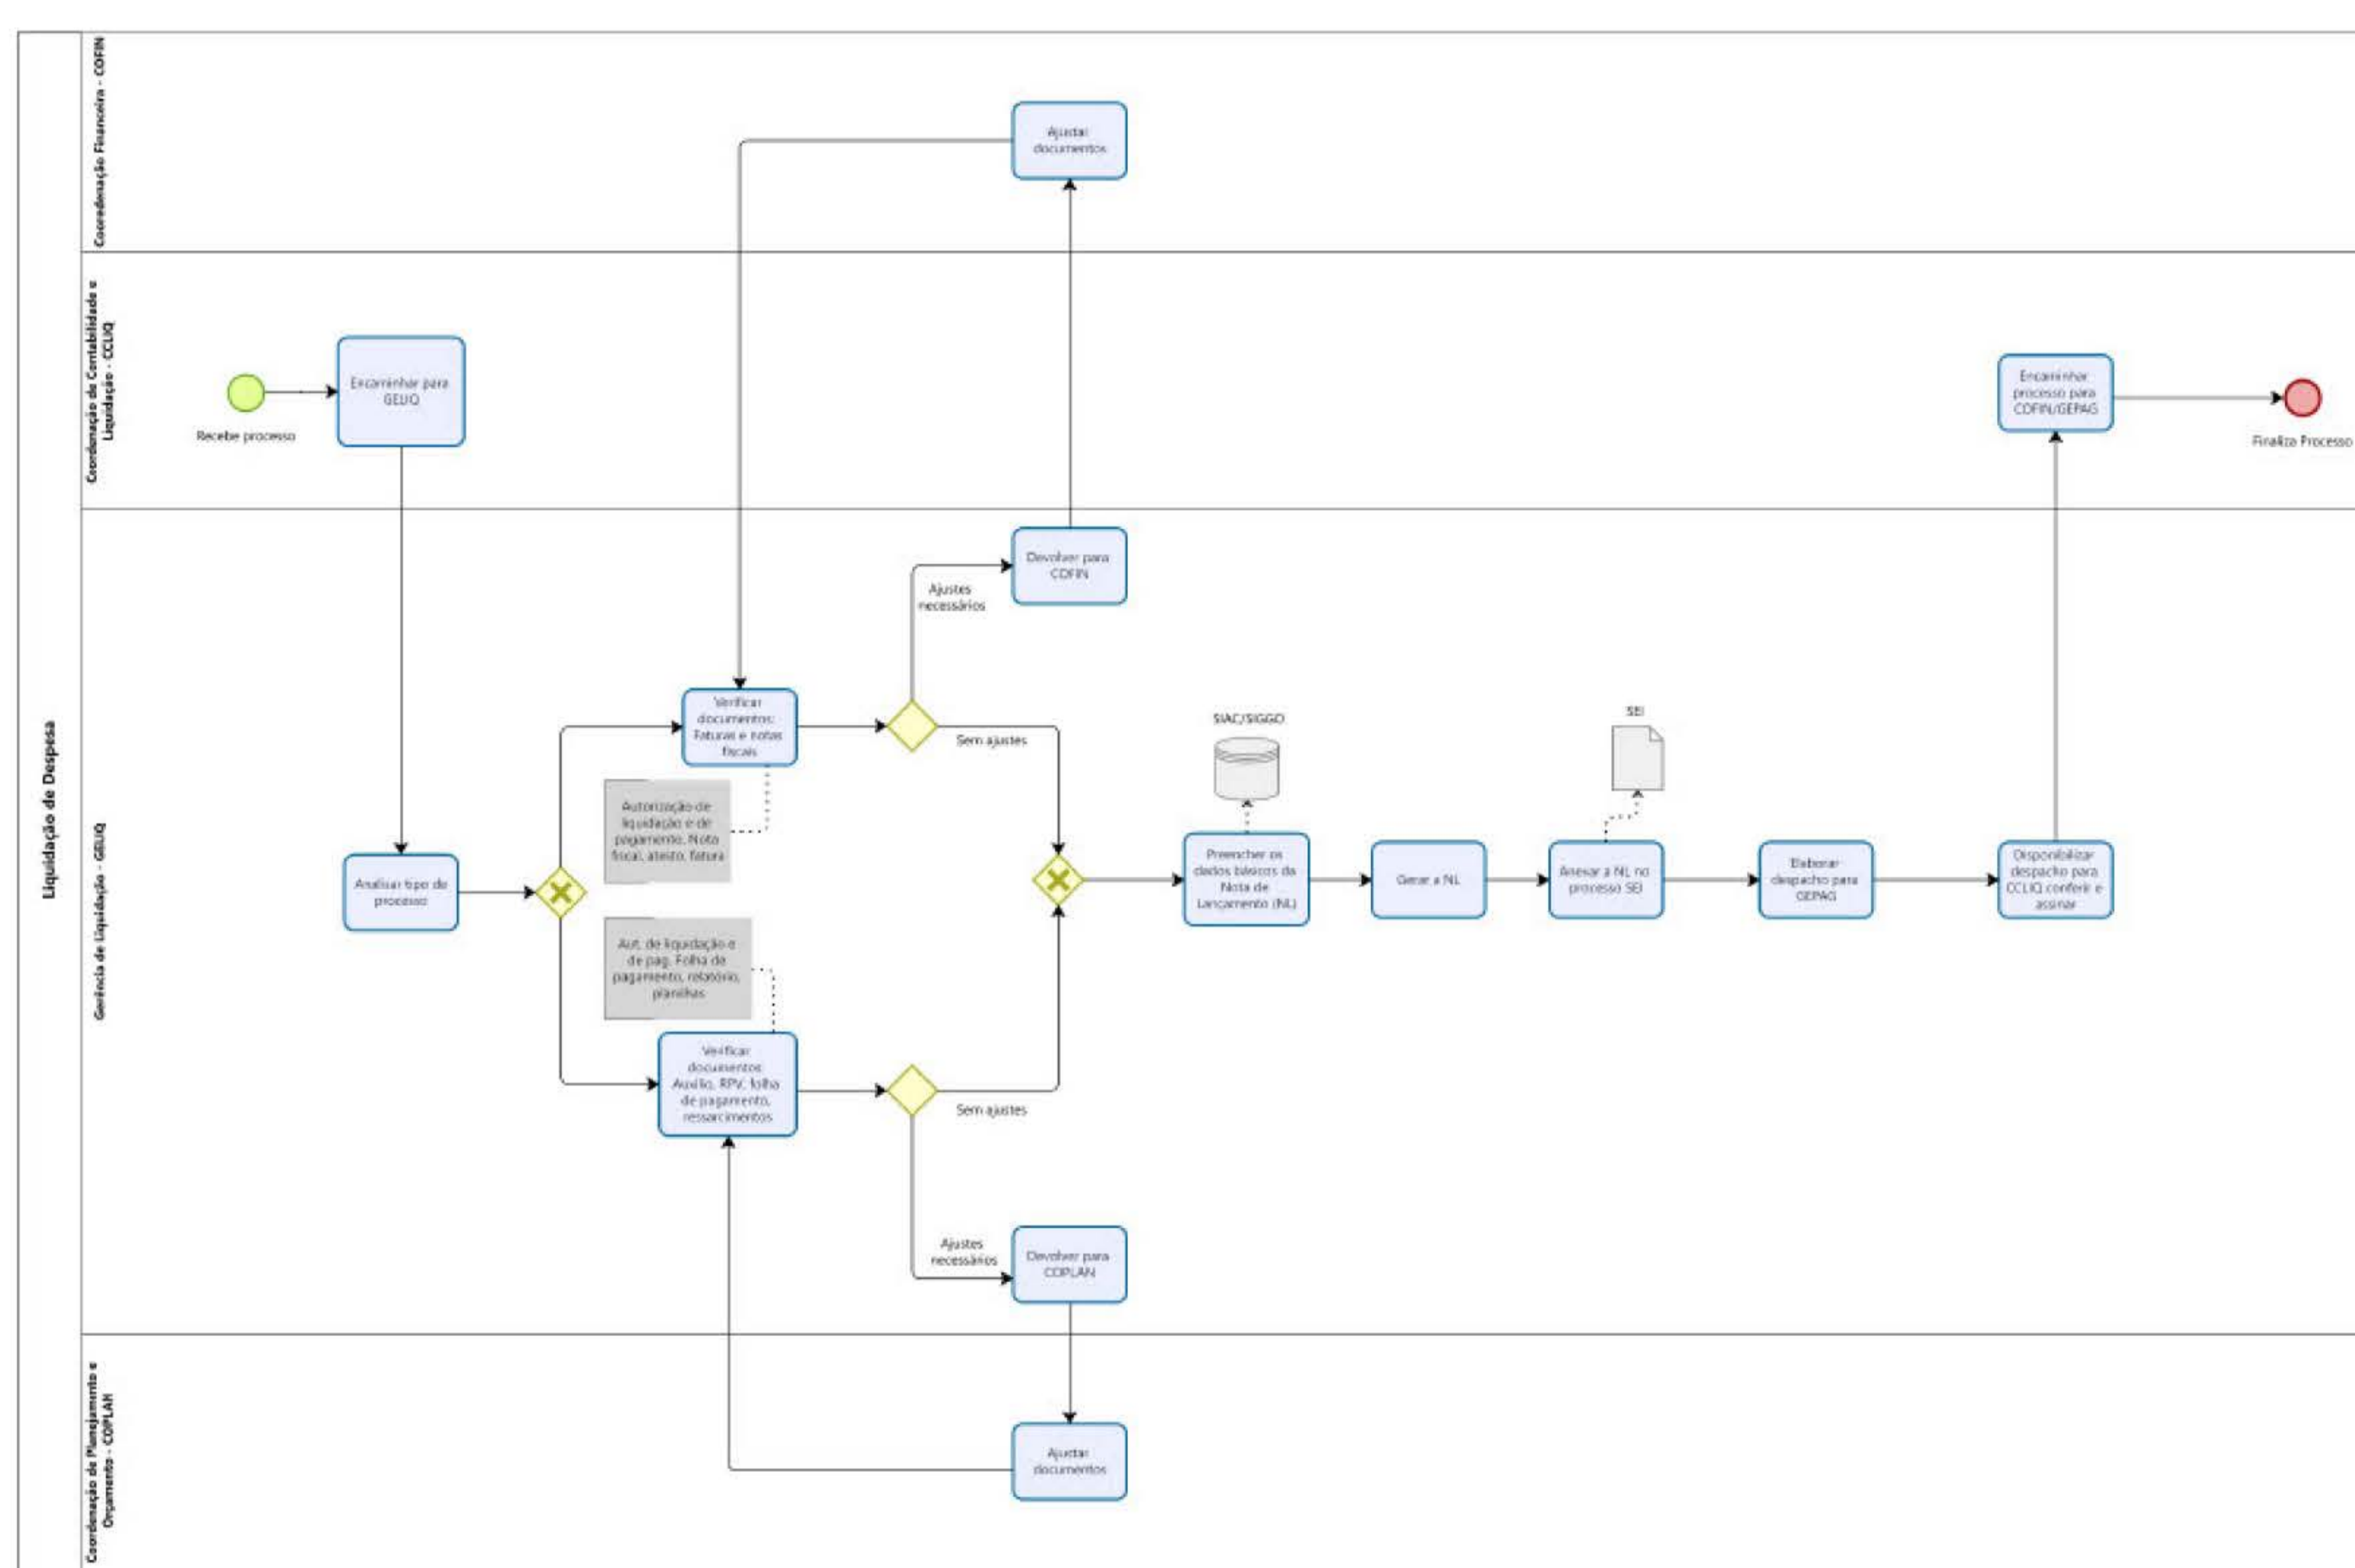 Liquidação de Despesa
Coordenação Financeira - COFIN
Ajustar
documentos
Coordenação de Contabilidade e
Liquidação - CCLIQ
Recebe processo
Encaminhar para
GELIQ
Encaminhar
processo para
COFIN/GEPAG
Finaliza Processo
Gerência de Liquidação - GELIQ
Devolver para
COFIN
Ajustes
necessários
Verificar
documentos:
Faturas e notas
fiscais
Sem ajustes
Autorização de
liquidação e de
pagamento. Nota
fiscal, atesto, fatura
Analisar tipo de
processo
Aut. de liquidação e
de pag. Folha de
pagamento, relatório,
planilhas
Verificar
documentos
Auxílio, RPV, folha
de pagamento,
ressarcimentos
Sem ajustes
Ajustes
necessários
Devolver para
COPLAN
SIAC/SIGGO
Preencher os
dados básicos da
Nota de
Lançamento (NL)
Gerar a NL
SEI
Anexar a NL no
processo SEI
Elaborar
despacho para
GEPAG
Disponibilizar
despacho para
CCLIQ conferir e
assinar
Coordenação de Planejamento e
Orçamento - COPLAN
Ajustar
documentos